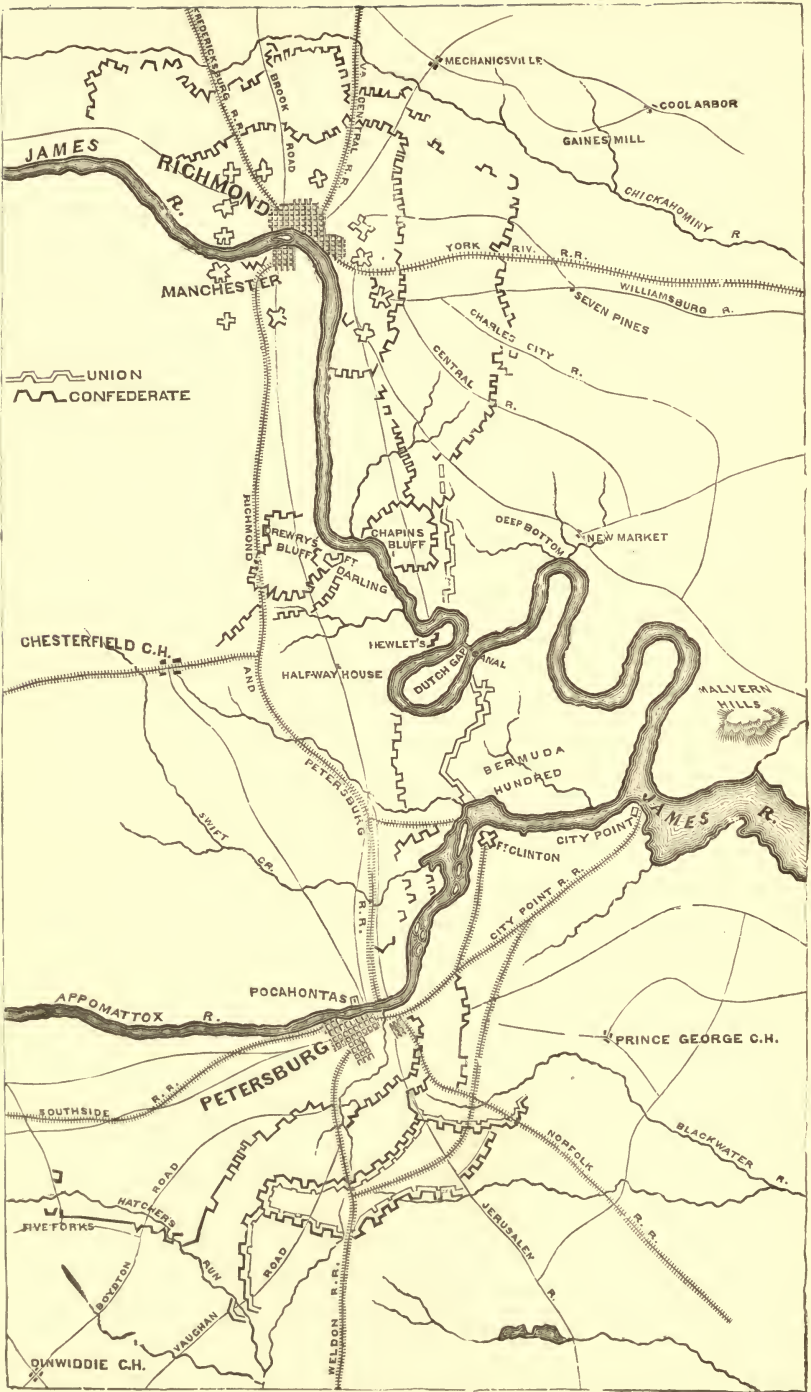 FREDERICKSBURG R.R.
BROOK ROAD
VA. CENTRAL R R
MECHANICSVILLE
COOL ARBOR
GAINES MILL
JAMES R.
RICHMOND
CHICKAHOMINY R
YORK RIV. R.R.
MANCHESTER
WILLIAMSBURG R.
SEVEN PINES
CHARLES CITY R.
CENTRAL R.
UNION
CONFEDERATE
RICHMOND AND PETERSBURG R.R.
DREWRYS
BLUFF
FT
DARLING
CHAPINS
BLUFF
DEEP BOTTOM
NEW MARKET
CHESTERFIELD C.H.
HEWLET'S
HALFWAY HOUSE
DUTCH GAP CANAL
MALVERN
HILLS
BERMUDA
HUNDRED
SWIFT CR.
JAMES R.
CITY POINT
FT CLINTON
CITY POINT R.R.
POCAHONTAS
APPOMATTOX R.
PETERSBURG
PRINCE GEORGE C.H.
SOUTHSIDE R.R.
BLACKWATER R.
NORFOLK R.R.
HATCHERS RUN
FIVE FORKS
BOYDTON ROAD
VAUGHAN ROAD
WELDON R.R.
JERUSALEM R.
DINWIDDIE C.H.